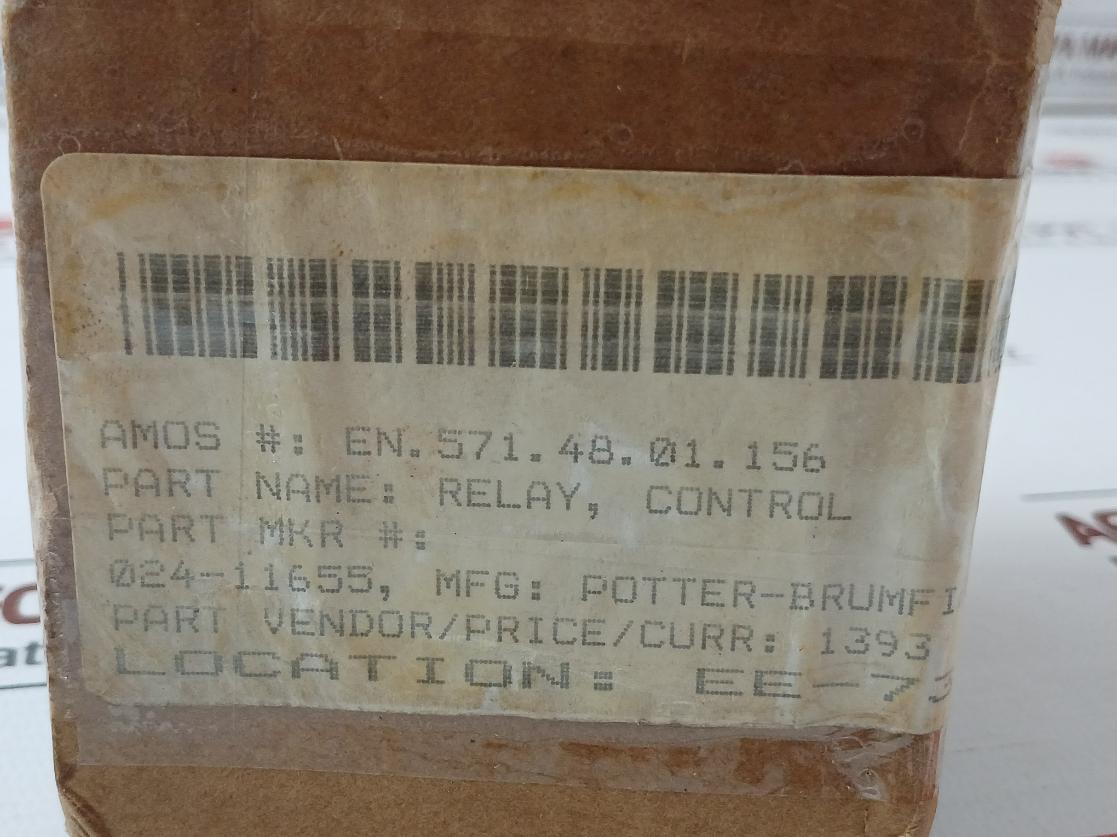 AMOS #: EN.571.48.01.156
PART NAME: RELAY, CONTROL
PART MKR #:
024-11655, MFG: POTTER-BRUMFI
PART VENDOR/PRICE/CURR: 1393
LOCATION: EE-73